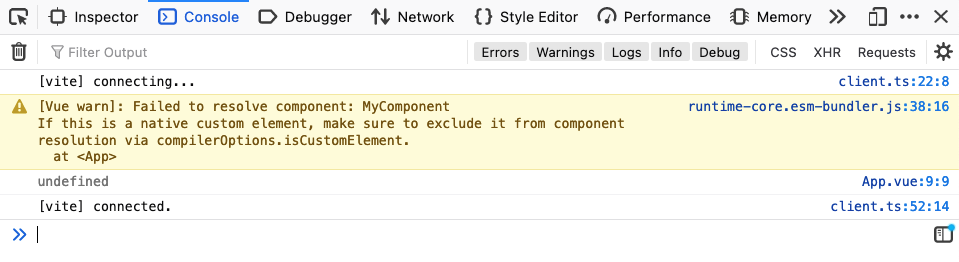 Inspector Console Debugger Network Style Editor Performance Memory
Filter Output Errors Warnings Logs Info Debug CSS XHR Requests
[vite] connecting... client.ts:22:8
[Vue warn]: Failed to resolve component: MyComponent runtime-core.esm-bundler.js:38:16
If this is a native custom element, make sure to exclude it from component
resolution via compilerOptions.isCustomElement.
at <App>
undefined App.vue:9:9
[vite] connected. client.ts:52:14